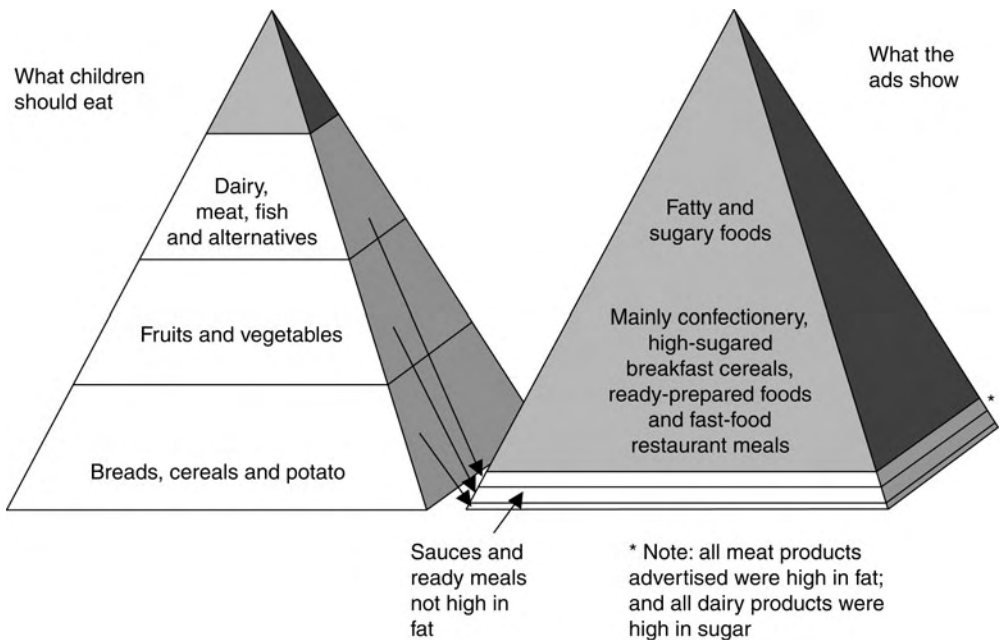 What children
should eat
What the
ads show
Dairy,
meat, fish
and alternatives
Fruits and vegetables
Breads, cereals and potato
Fatty and
sugary foods
Mainly confectionery,
high-sugared
breakfast cereals,
ready-prepared foods
and fast-food
restaurant meals
*
Sauces and
ready meals
not high in
fat
* Note: all meat products
advertised were high in fat;
and all dairy products were
high in sugar